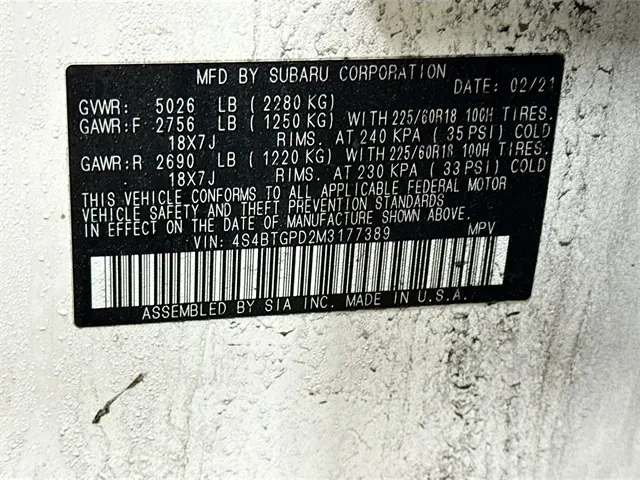 MFD BY SUBARU CORPORATION DATE: 02/21
GVWR: 5026 LB (2280 KG)
GAWR:F 2756 LB (1250 KG) WITH 225/60R18 100H TIRES.
18X7J RIMS. AT 240 KPA (35 PSI) COLD
GAWR:R 2690 LB (1220 KG) WITH 225/60R18 100H TIRES.
18X7J RIMS. AT 230 KPA (33 PSI) COLD
THIS VEHICLE CONFORMS TO ALL APPLICABLE FEDERAL MOTOR
VEHICLE SAFETY AND THEFT PREVENTION STANDARDS
IN EFFECT ON THE DATE OF MANUFACTURE SHOWN ABOVE.
VIN: 4S4BTGPD2M3177389 MPV
ASSEMBLED BY SIA INC. MADE IN U.S.A.